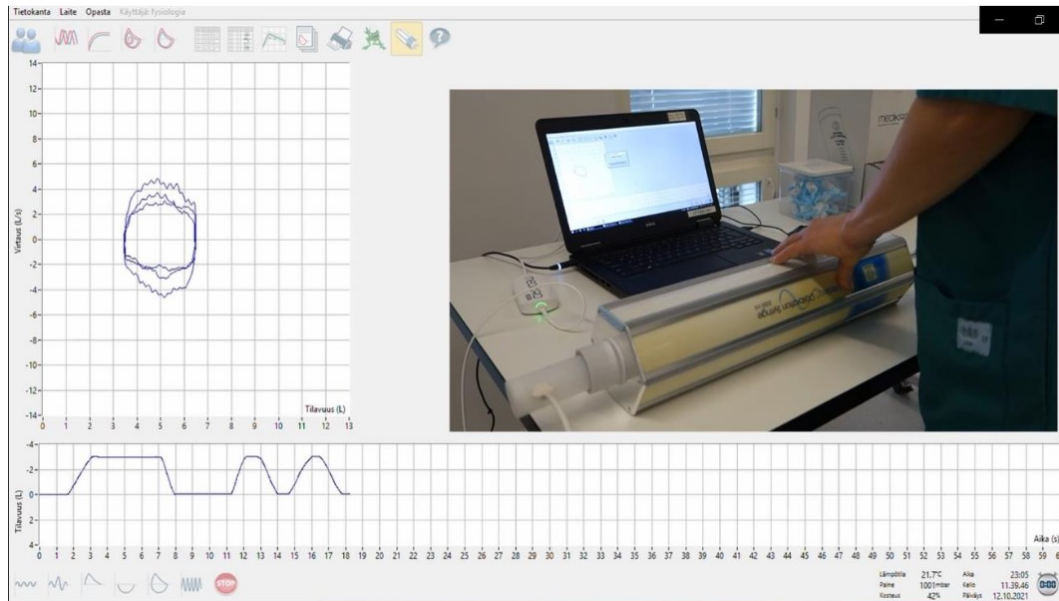 Tietokanta Laite Opasta Käyttäjä: fysiologia
14
12
10
8
6
4
2
0
-2
-4
-6
-8
-10
-12
-14
Virtaus (L/s)
Tilavuus (L)
0 1 2 3 4 5 6 7 8 9 10 11 12 13
Calibration Syringe
-4
-2
0
2
4
Tilavuus (L)
Aika (s)
0 1 2 3 4 5 6 7 8 9 10 11 12 13 14 15 16 17 18 19 20 21 22 23 24 25 26 27 28 29 30 31 32 33 34 35 36 37 38 39 40 41 42 43 44 45 46 47 48 49 50 51 52 53 54 55 56 57 58 59 6
STOP
Lämpötila 21.7°C Aika 23:05
Paine 1001mbar Kello 11.39.46
Kosteus 42% Päiväys 12.10.2021
0:00